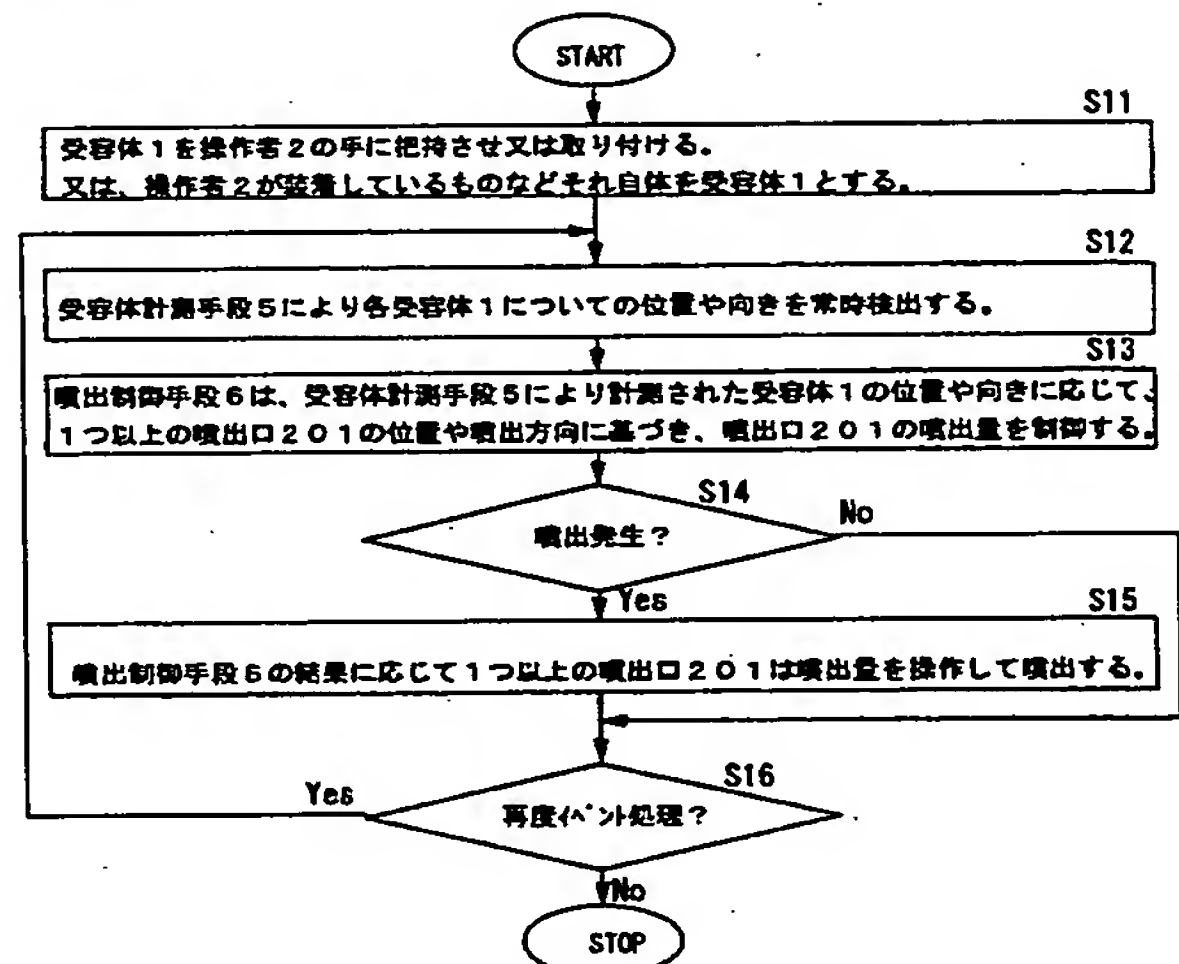 START
S11
受容体1を操作者2の手に把持させ又は取り付ける。
又は、操作者2が装着しているものなどそれ自体を受容体1とする。
S12
受容体計測手段5により各受容体1についての位置や向きを常時検出する。
S13
噴出制御手段6は、受容体計測手段5により計測された受容体1の位置や向きに応じて、
1つ以上の噴出口201の位置や噴出方向に基づき、噴出口201の噴出量を制御する。
S14
噴出発生?
No
Yes
S15
噴出制御手段6の結果に応じて1つ以上の噴出口201は噴出量を操作して噴出する。
S16
Yes
再度イベント処理?
No
STOP